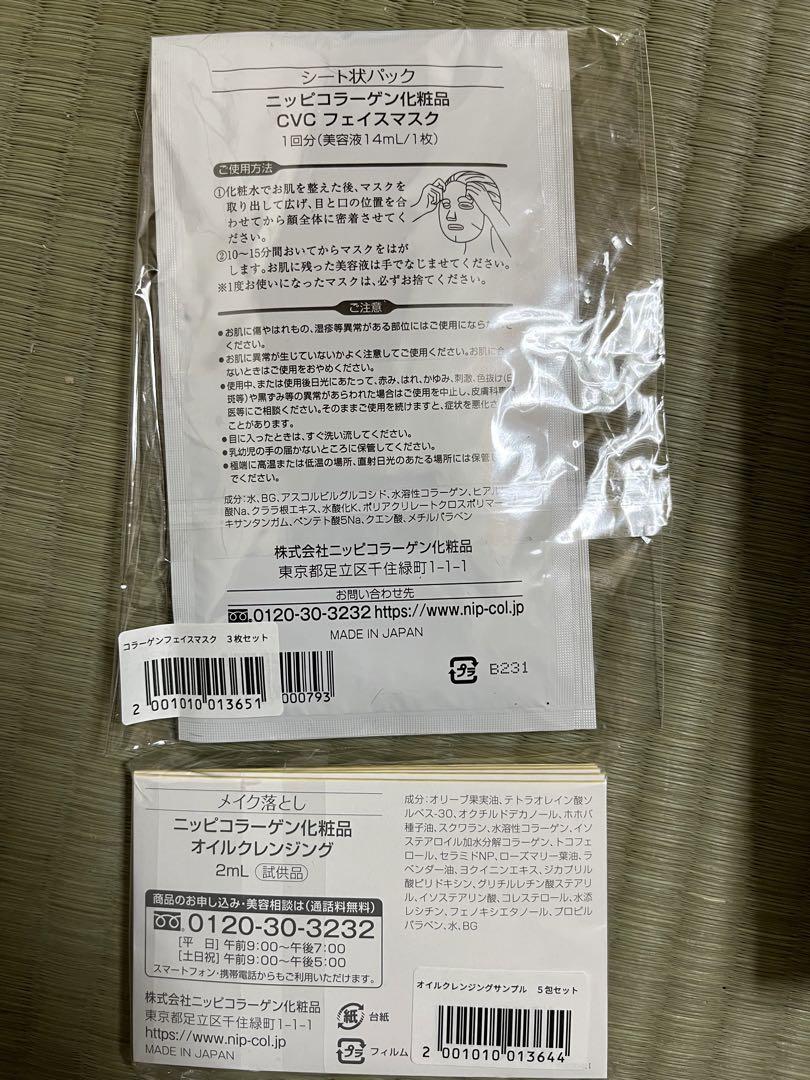 シート状パック
ニッピコラーゲン化粧品
CVC フェイスマスク
1回分(美容液14mL/1枚)
ご使用方法
①化粧水でお肌を整えた後、マスクを
取り出して広げ、目と口の位置を合
わせてから顔全体に密着させてく
ださい。
②10〜15分間おいてからマスクをはが
します。お肌に残った美容液は手でなじませてください。
※1度お使いになったマスクは、必ずお捨てください。
ご注意
●お肌に傷やはれもの、湿疹等異常がある部位にはご使用にならない
ください。
●お肌に異常が生じていないかよく注意してご使用ください。お肌に合
ないときはご使用をおやめください。
●使用中、または使用後日光にあたって、赤み、はれ、かゆみ、刺激、色抜け(白
斑等)や黒ずみ等の異常があらわれた場合はご使用を中止し、皮膚科専
医等にご相談ください。そのままご使用を続けますと、症状を悪化さ
ことがあります。
●目に入ったときは、すぐ洗い流してください。
●乳幼児の手の届かないところに保管してください。
●極端に高温または低温の場所、直射日光のあたる場所には保管し
でください。
成分:水、BG、アスコルビルグルコシド、水溶性コラーゲン、ヒアル
酸Na、クララ根エキス、水酸化K、ポリアクリレートクロスポリマー
キサンタンガム、ペンテト酸5Na、クエン酸、メチルパラベン
株式会社ニッピコラーゲン化粧品
東京都足立区千住緑町1-1-1
お問い合わせ先
0120-30-3232 https://www.nip-col.jp
MADE IN JAPAN
コラーゲンフェイスマスク 3枚セット
2 001010 013651
000793
プラ
B231
メイク落とし
ニッピコラーゲン化粧品
オイルクレンジング
2mL 試供品
商品のお申し込み・美容相談は(通話料無料)
0120-30-3232
[平 日]午前9:00〜午後7:00
[土日祝]午前9:00〜午後5:00
スマートフォン・携帯電話からもご利用いただけます。
株式会社ニッピコラーゲン化粧品
東京都足立区千住緑町1-1-1
https://www.nip-col.jp
MADE IN JAPAN
紙 台紙
プラ フィルム
成分:オリーブ果実油、テトラオレイン酸ソ
ルベス-30、オクチルドデカノール、ホホバ
種子油、スクワラン、水溶性コラーゲン、イソ
ステアロイル加水分解コラーゲン、トコフェ
ロール、セラミドNP、ローズマリー葉油、ラ
ベンダー油、ヨクイニンエキス、ジカプリル
酸ピリドキシン、グリチルレチン酸ステアリ
ル、イソステアリン酸、コレステロール、水添
レシチン、フェノキシエタノール、プロピル
パラベン、水、BG
オイルクレンジングサンプル 5包セット
2 001010 013644